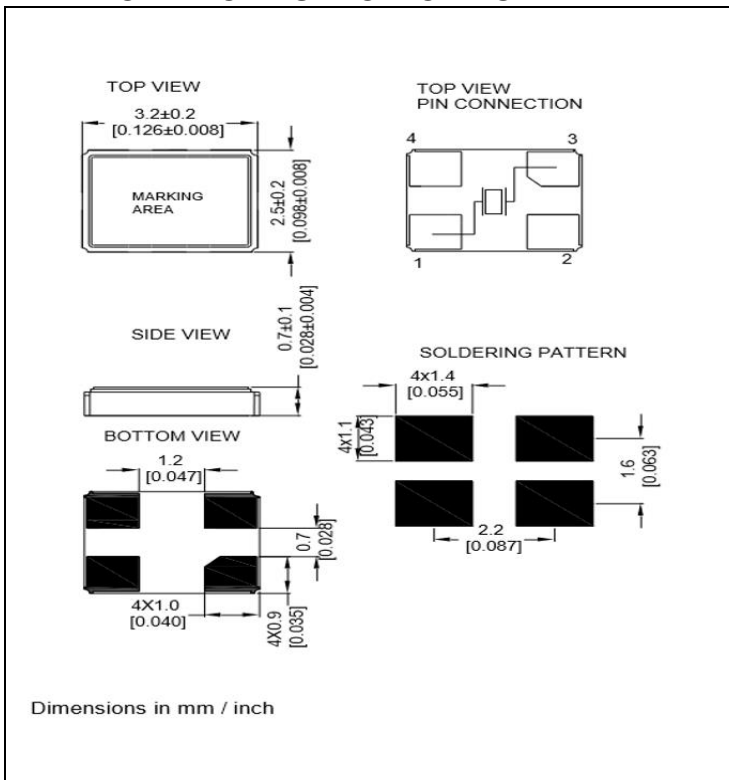 TOP VIEW
3.2±0.2
[0.126±0.008]
MARKING
AREA
2.5±0.2
[0.098±0.008]
TOP VIEW
PIN CONNECTION
4
3
1
2
SIDE VIEW
0.7±0.1
[0.028±0.004]
BOTTOM VIEW
1.2
[0.047]
0.7
[0.028]
4X1.0
[0.040]
4X0.9
[0.035]
SOLDERING PATTERN
4x1.4
[0.055]
4x1.1
[0.043]
1.6
[0.063]
2.2
[0.087]
Dimensions in mm / inch